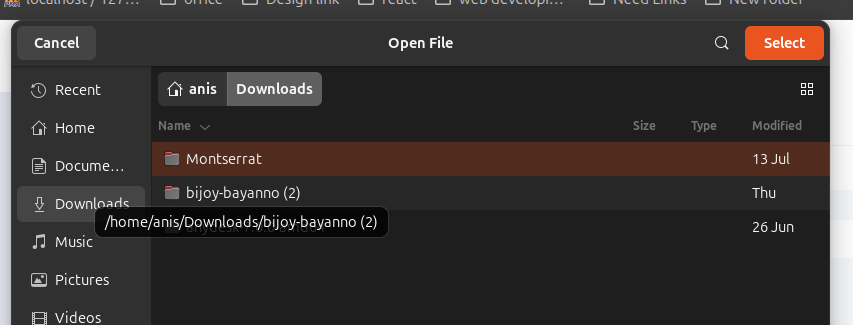 localhost / 127...
office
Design link
react
web developi...
Need Links
New folder
Cancel
Open File
Select
Recent
Home
Docume...
Downloads
Music
Pictures
Videos
anis
Downloads
Name
Size
Type
Modified
Montserrat
13 Jul
bijoy-bayanno (2)
Thu
/home/anis/Downloads/bijoy-bayanno (2)
26 Jun